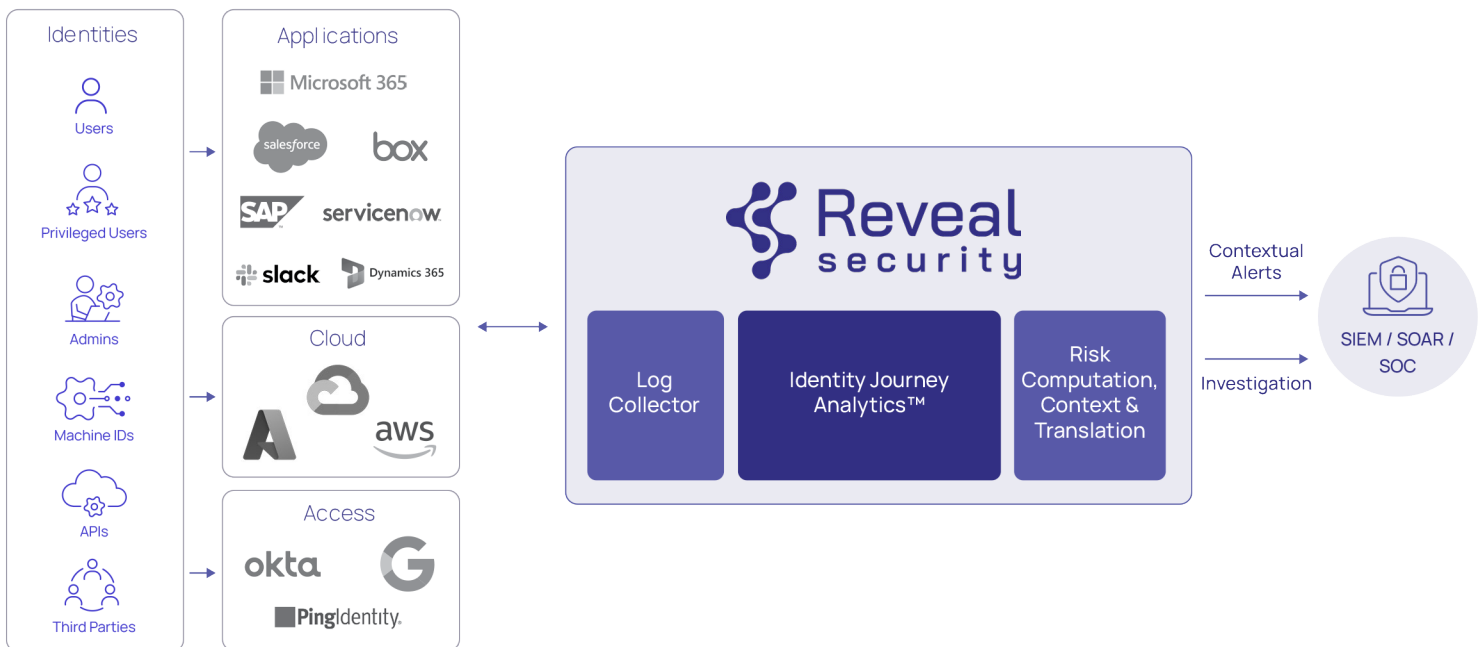 Identities
Users
Privileged Users
Admins
Machine IDs
APIs
Third Parties
Applications
Microsoft 365
salesforce
box
SAP
servicenow
slack
Dynamics 365
Cloud
aws
Access
okta
G
PingIdentity®
Reveal
security
Log
Collector
Identity Journey
Analytics™
Risk
Computation,
Context &
Translation
Contextual
Alerts
Investigation
SIEM / SOAR /
SOC